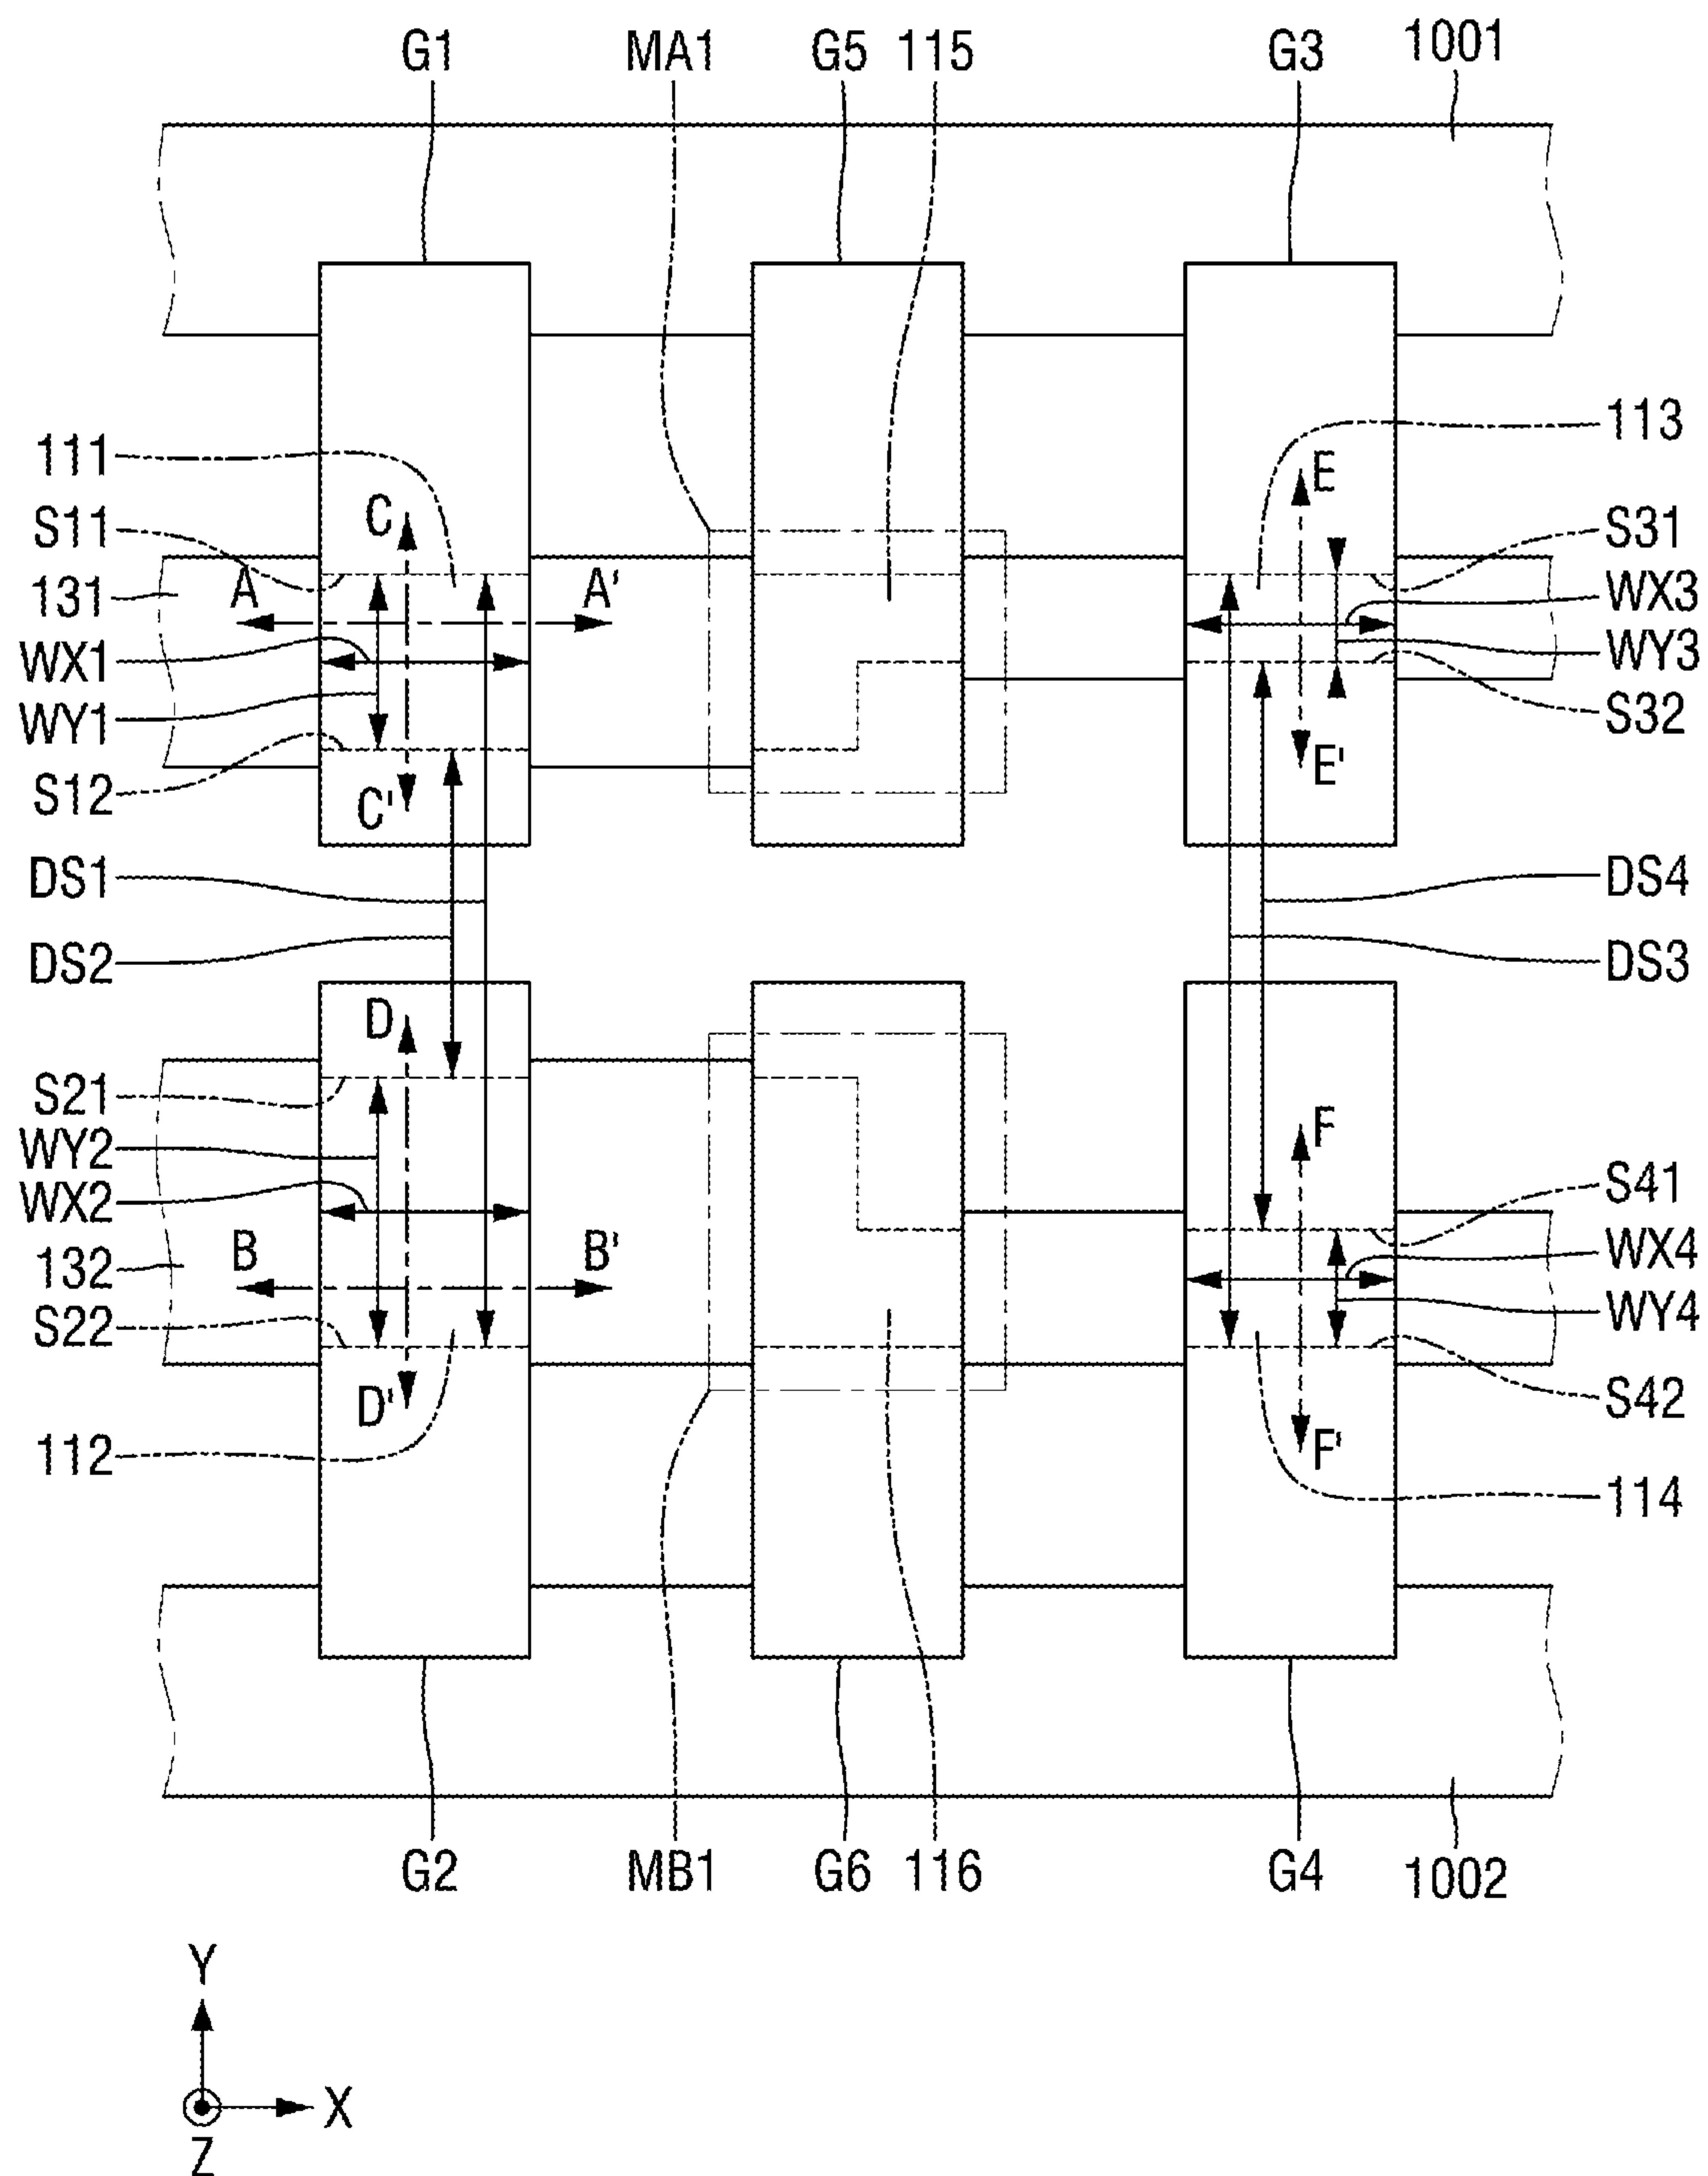 G1 MA1 G5 115 G3 1001
111
113
C
E
S11
S31
131
A
A'
WX3
WX1
WY3
WY1
S32
S12
C'
E'
DS1
DS4
DS2
DS3
D
S21
F
WY2
S41
WX2
132
B
B'
WX4
S22
WY4
D'
S42
112
F'
114
G2 MB1 G6 116 G4 1002
Y
X
Z